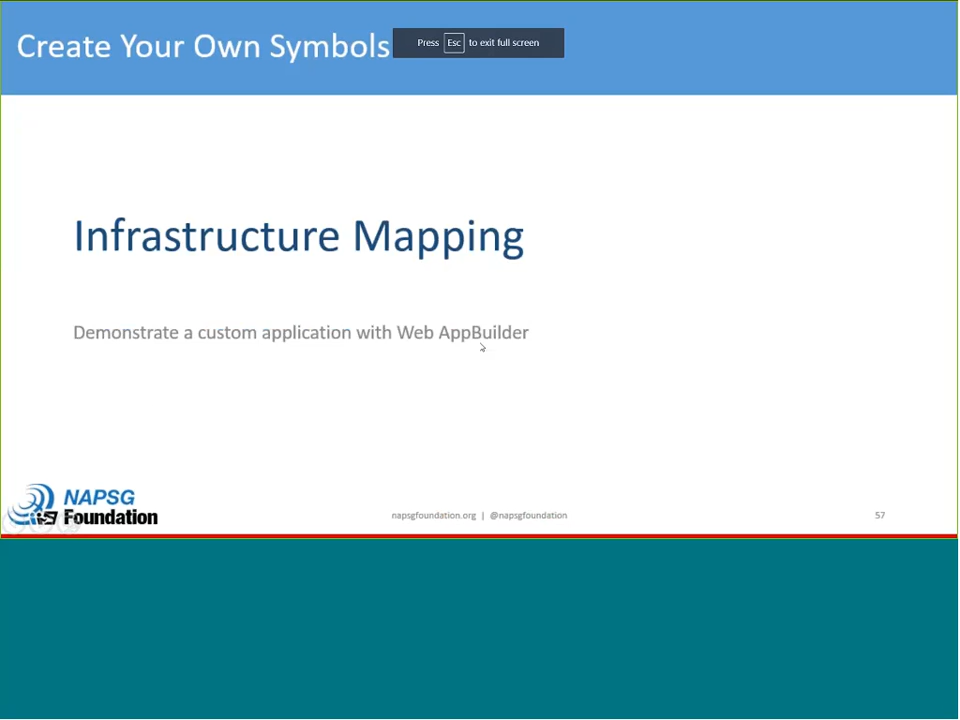 Create Your Own Symbols
Press Esc to exit full screen
Infrastructure Mapping
Demonstrate a custom application with Web AppBuilder
NAPSG
Foundation
napsgfoundation.org | @napsgfoundation
57